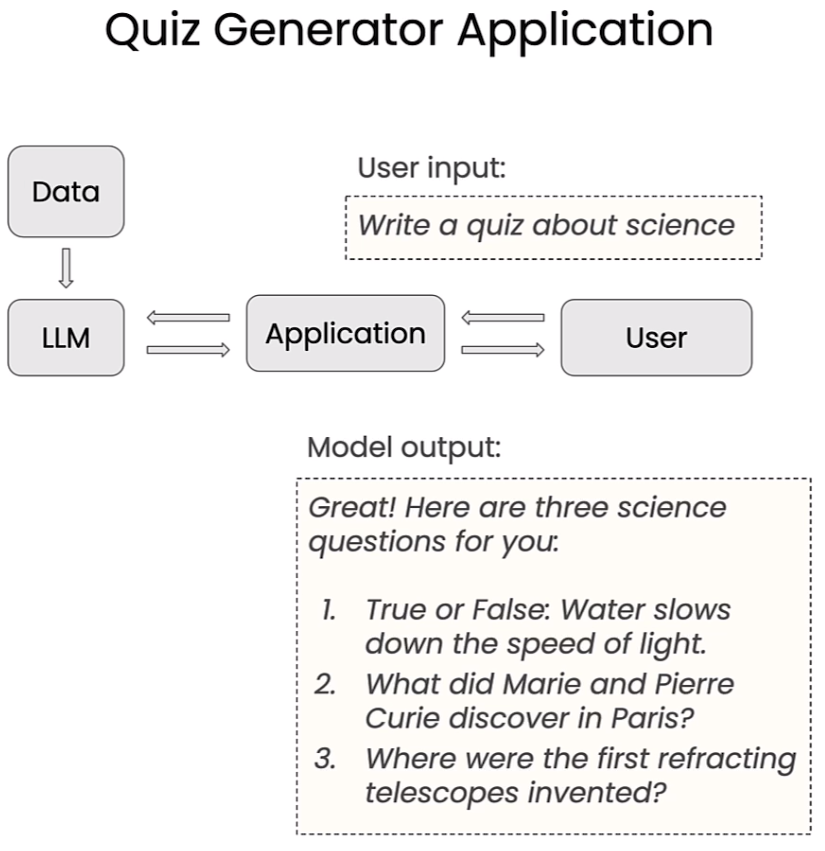 Quiz Generator Application
Data
User input:
Write a quiz about science
LLM
Application
User
Model output:
Great! Here are three science
questions for you:
1. True or False: Water slows
down the speed of light.
2. What did Marie and Pierre
Curie discover in Paris?
3. Where were the first refracting
telescopes invented?